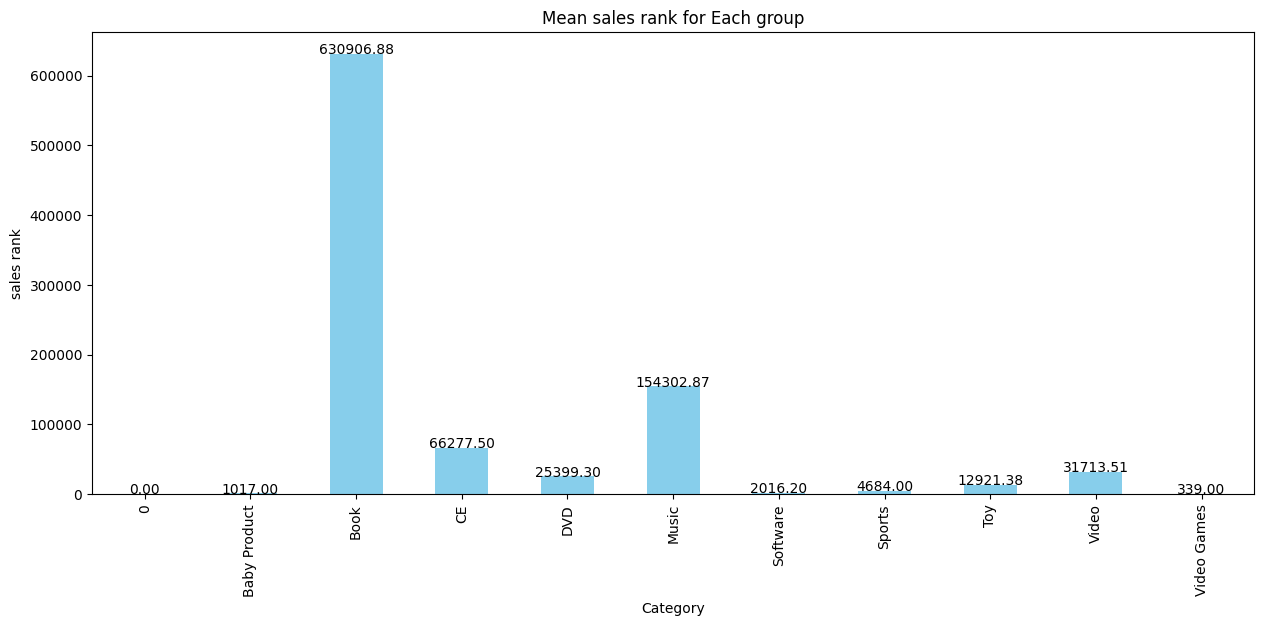 Mean sales rank for Each group
sales rank
600000
500000
400000
300000
200000
100000
0
0.00
1017.00
630906.88
66277.50
25399.30
154302.87
2016.20
4684.00
12921.38
31713.51
339.00
0
Baby Product
Book
CE
DVD
Music
Software
Sports
Toy
Video
Video Games
Category